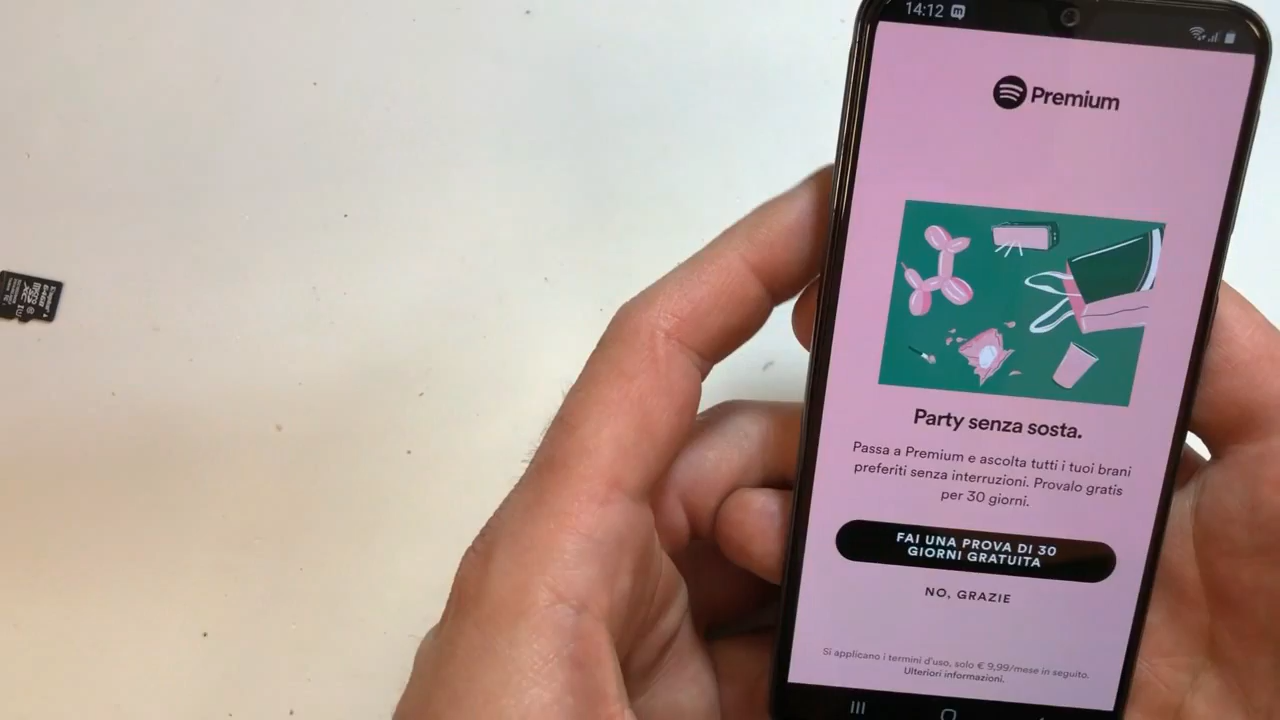 14:12
Premium
Party senza sosta.
Passa a Premium e ascolta tutti i tuoi brani
preferiti senza interruzioni. Provalo gratis
per 30 giorni.
FAI UNA PROVA DI 30
GIORNI GRATUITA
NO, GRAZIE
Si applicano i termini d'uso, solo € 9,99/mese in seguito.
Ulteriori informazioni.
64GB
micro